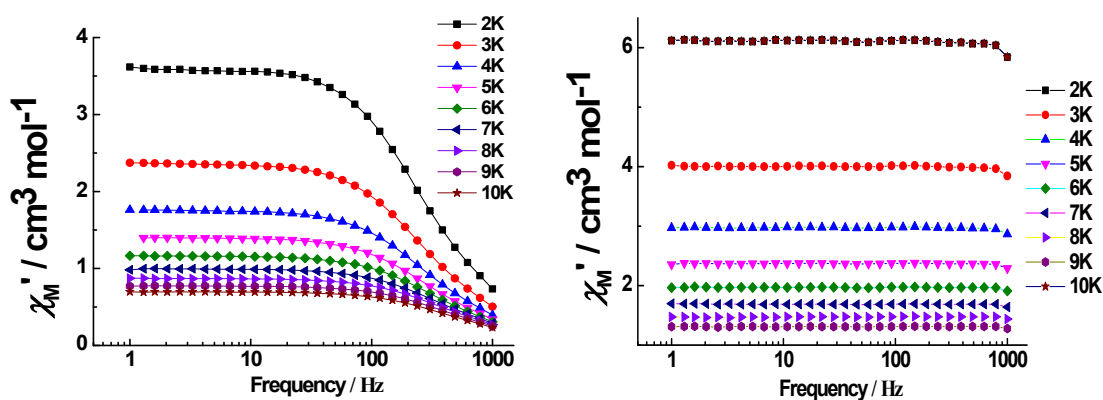 4
3
2
1
0
χM' / cm3 mol-1
1 10 100 1000
Frequency / Hz
2K
3K
4K
5K
6K
7K
8K
9K
10K
6
4
2
χM' / cm3 mol-1
1 10 100 1000
Frequency / Hz
2K
3K
4K
5K
6K
7K
8K
9K
10K